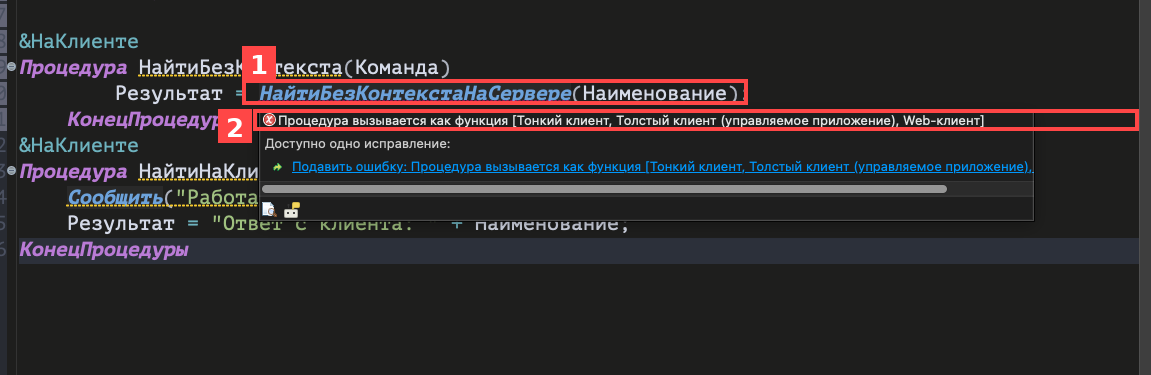 &НаКлиенте
1
Процедура НайтиБезКонтекста(Команда)
Результат = НайтиБезКонтекстаНаСервере(Наименование);
КонецПроцедур
2
Процедура вызывается как функция [Тонкий клиент, Толстый клиент (управляемое приложение), Web-клиент]
&НаКлиенте
Доступно одно исправление:
Процедура НайтиНаКли
Подавить ошибку: Процедура вызывается как функция [Тонкий клиент, Толстый клиент (управляемое приложение),
Сообщить("Работа
Результат = "Ответ с клиента: " + Наименование;
КонецПроцедуры